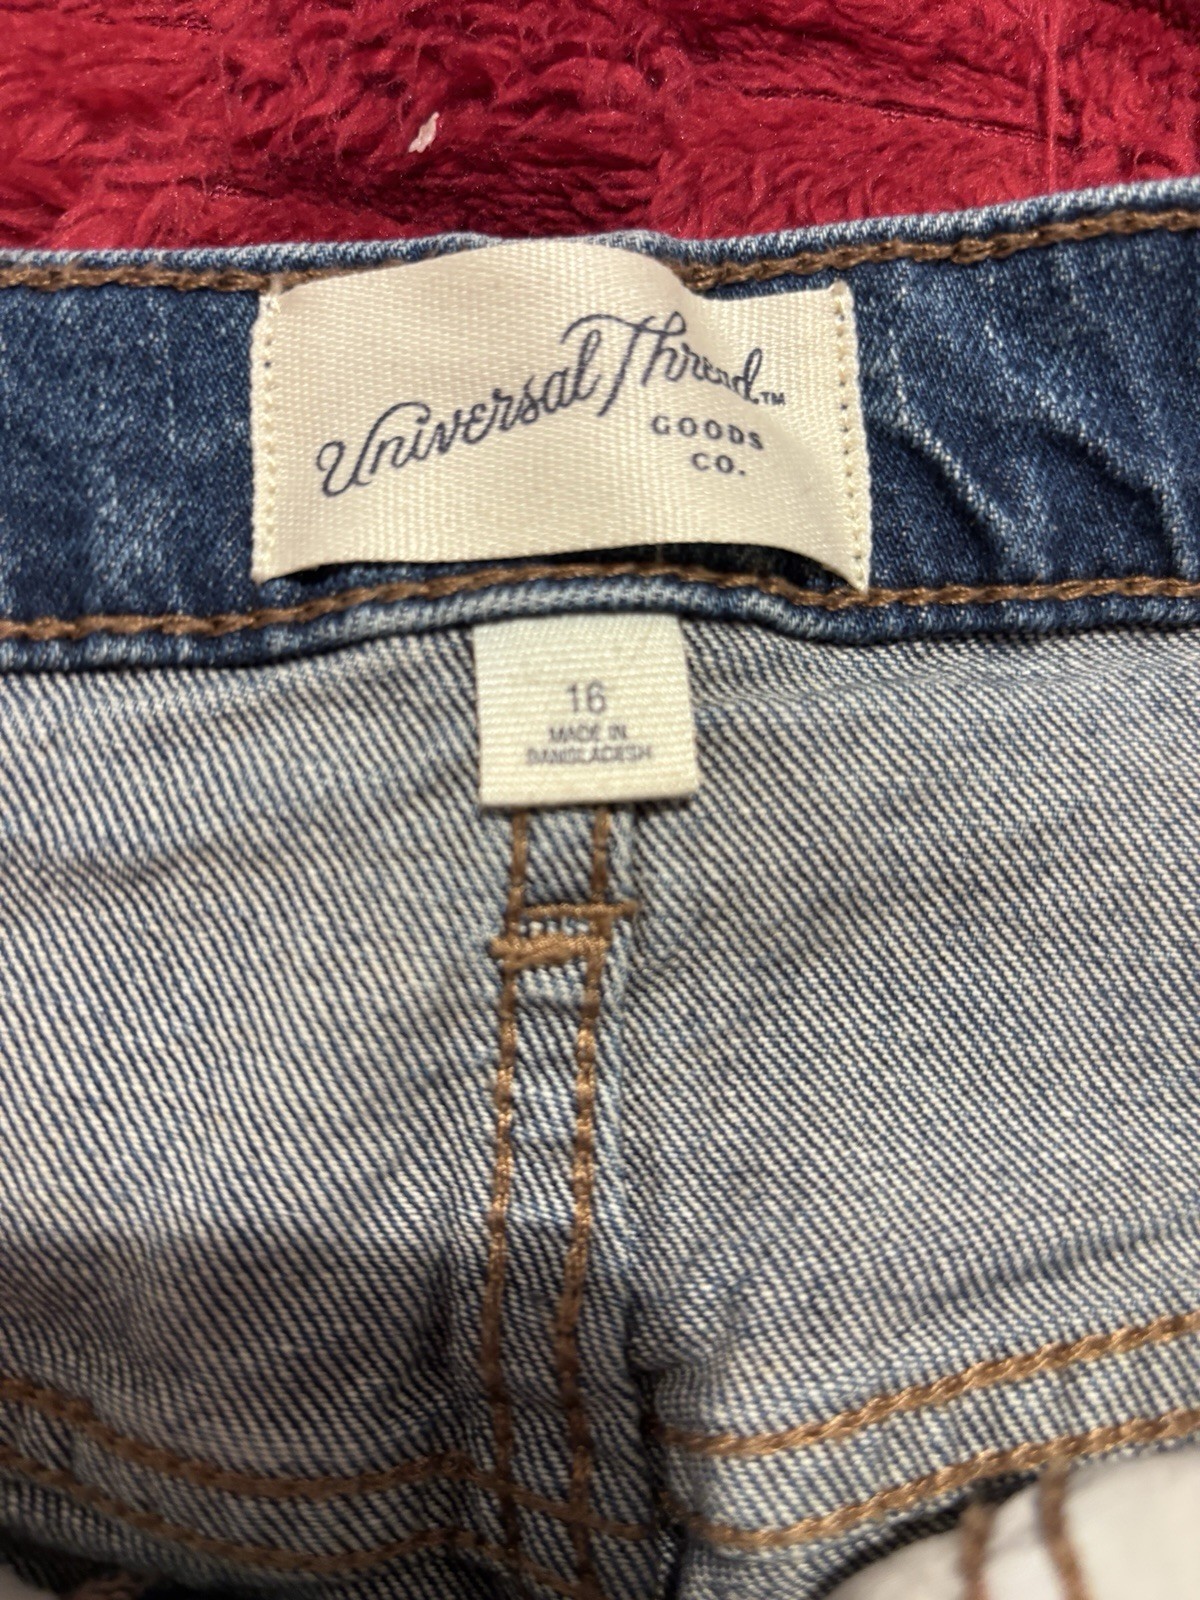 Universal Thread™
GOODS
CO.
16
MADE IN
BANGLADESH